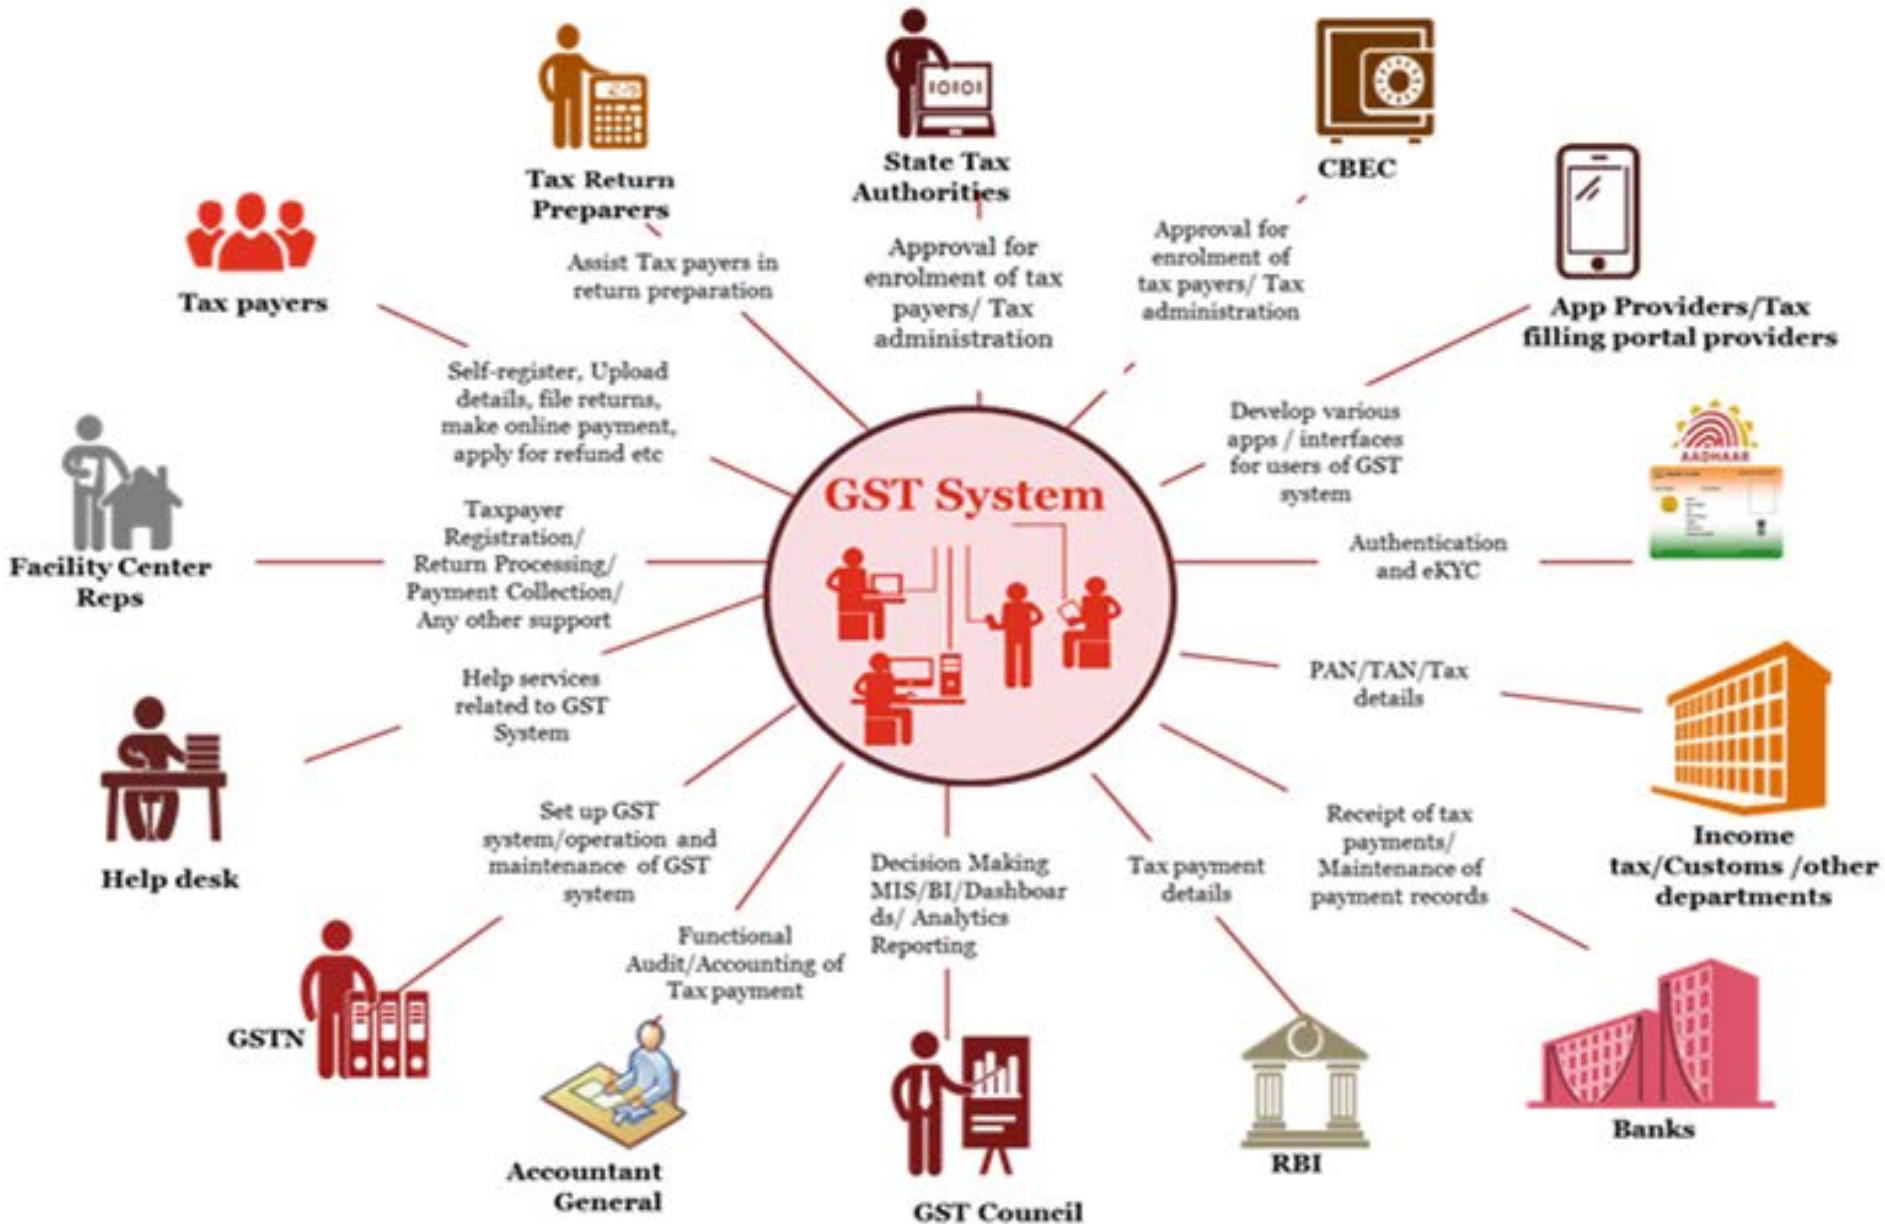 Tax Return
Preparers
Assist Tax payers in
return preparation
State Tax
Authorities
Approval for
enrolment of tax
payers/ Tax
administration
CBEC
Approval for
enrolment of
tax payers/ Tax
administration
App Providers/Tax
filling portal providers
Develop various
apps / interfaces
for users of GST
system
AADHAAR
Authentication
and eKYC
Income
tax/Customs /other
departments
PAN/TAN/Tax
details
Banks
Receipt of tax
payments/
Maintenance of
payment records
RBI
Tax payment
details
GST Council
Decision Making
MIS/BI/Dashboar
ds/ Analytics
Reporting
Accountant
General
Functional
Audit/Accounting of
Tax payment
GSTN
Set up GST
system/operation and
maintenance of GST
system
Help desk
Help services
related to GST
System
Facility Center
Reps
Taxpayer
Registration/
Return Processing/
Payment Collection/
Any other support
Tax payers
Self-register, Upload
details, file returns,
make online payment,
apply for refund etc
GST System
10101